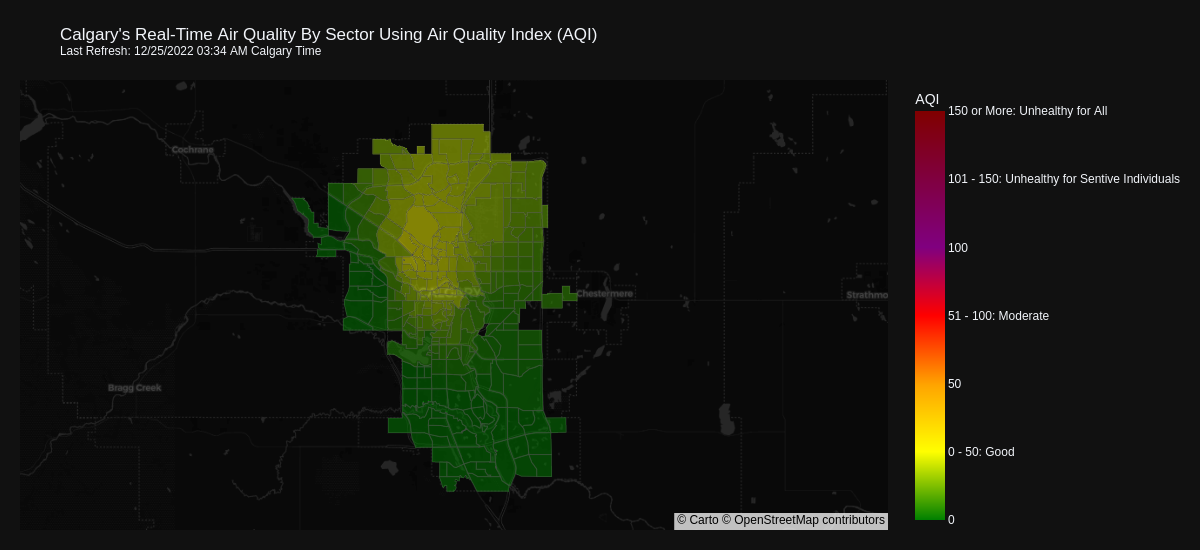 Calgary's Real-Time Air Quality By Sector Using Air Quality Index (AQI)
Last Refresh: 12/25/2022 03:34 AM Calgary Time
AQI
150 or More: Unhealthy for All
Cochrane
101 - 150: Unhealthy for Sentive Individuals
100
Chestermere
Strathmo
51 - 100: Moderate
Bragg Creek
50
0 - 50: Good
© Carto © OpenStreetMap contributors
0